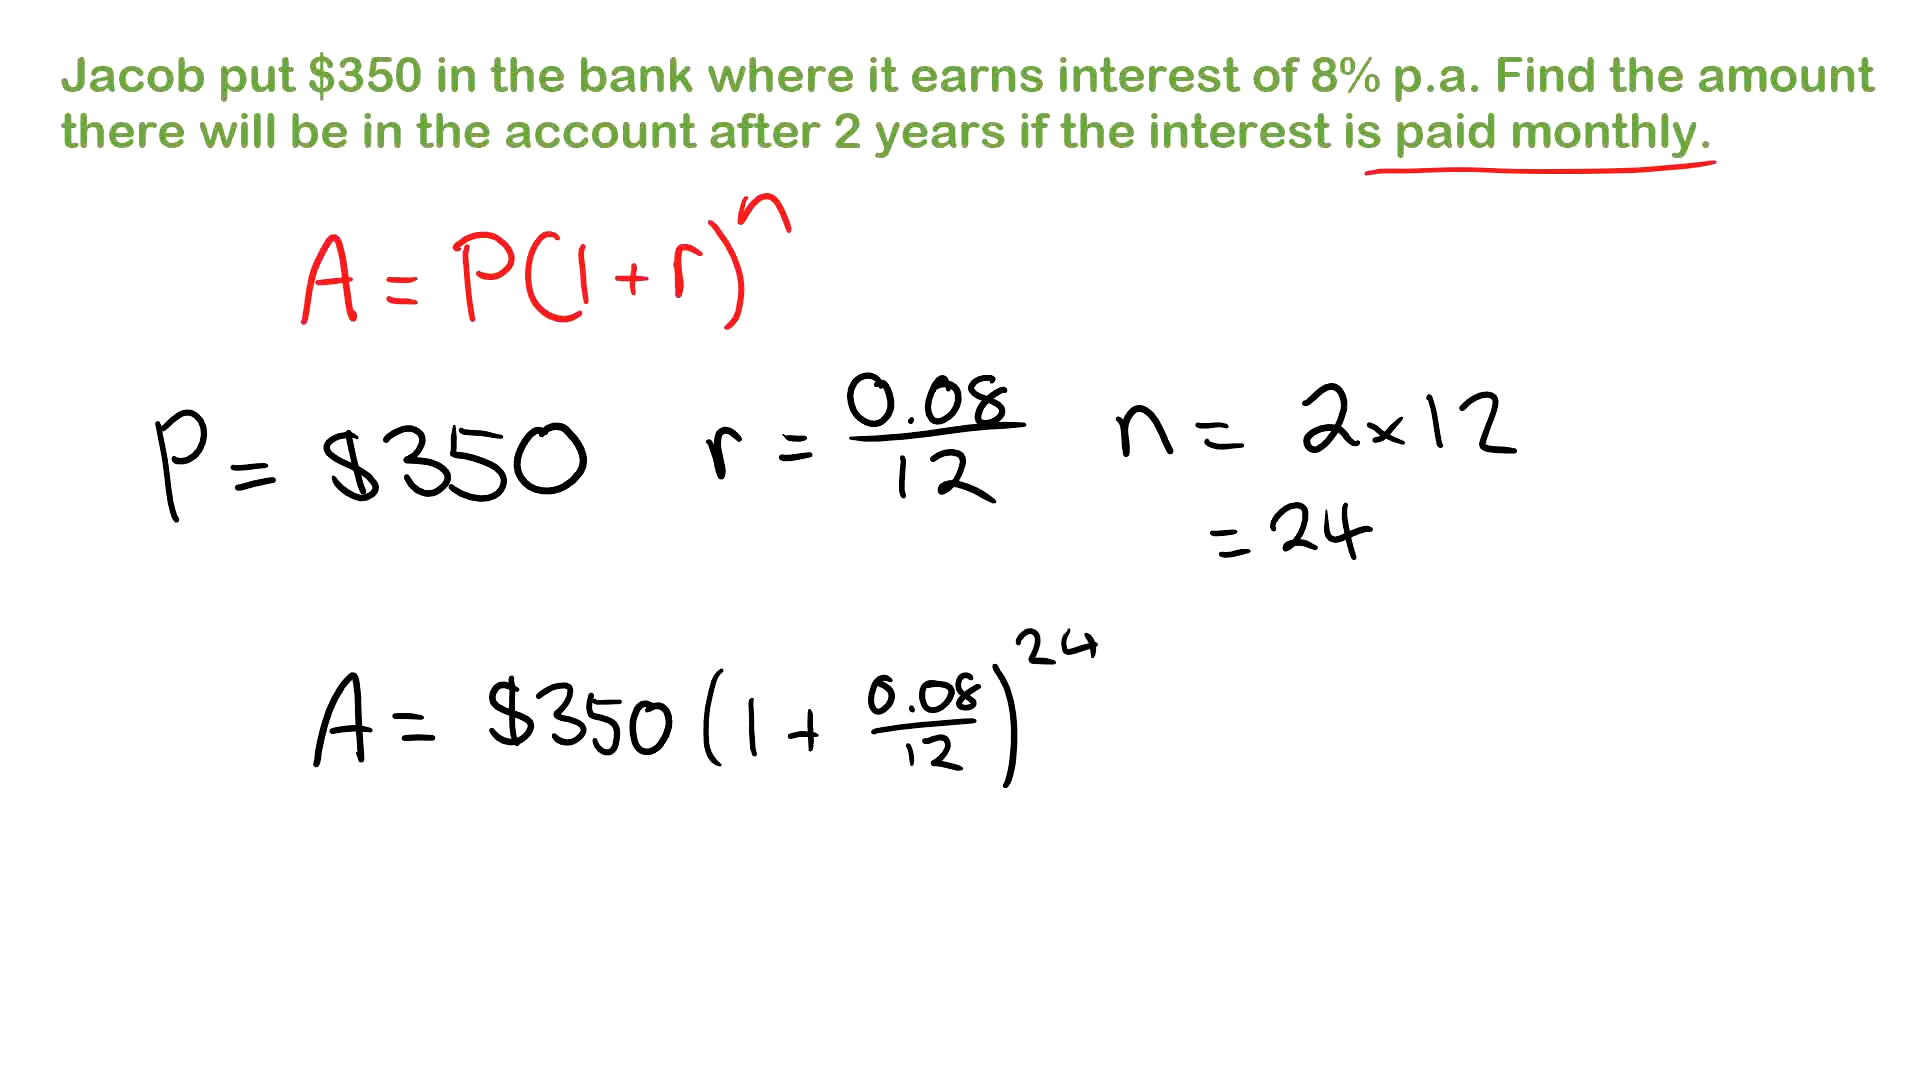 Jacob put $350 in the bank where it earns interest of 8% p.a. Find the amount
there will be in the account after 2 years if the interest is paid monthly.
A = P(1+r)^n
P = $350 r = 0.08/12 n = 2×12
= 24
A = $350(1 + 0.08/12)^24